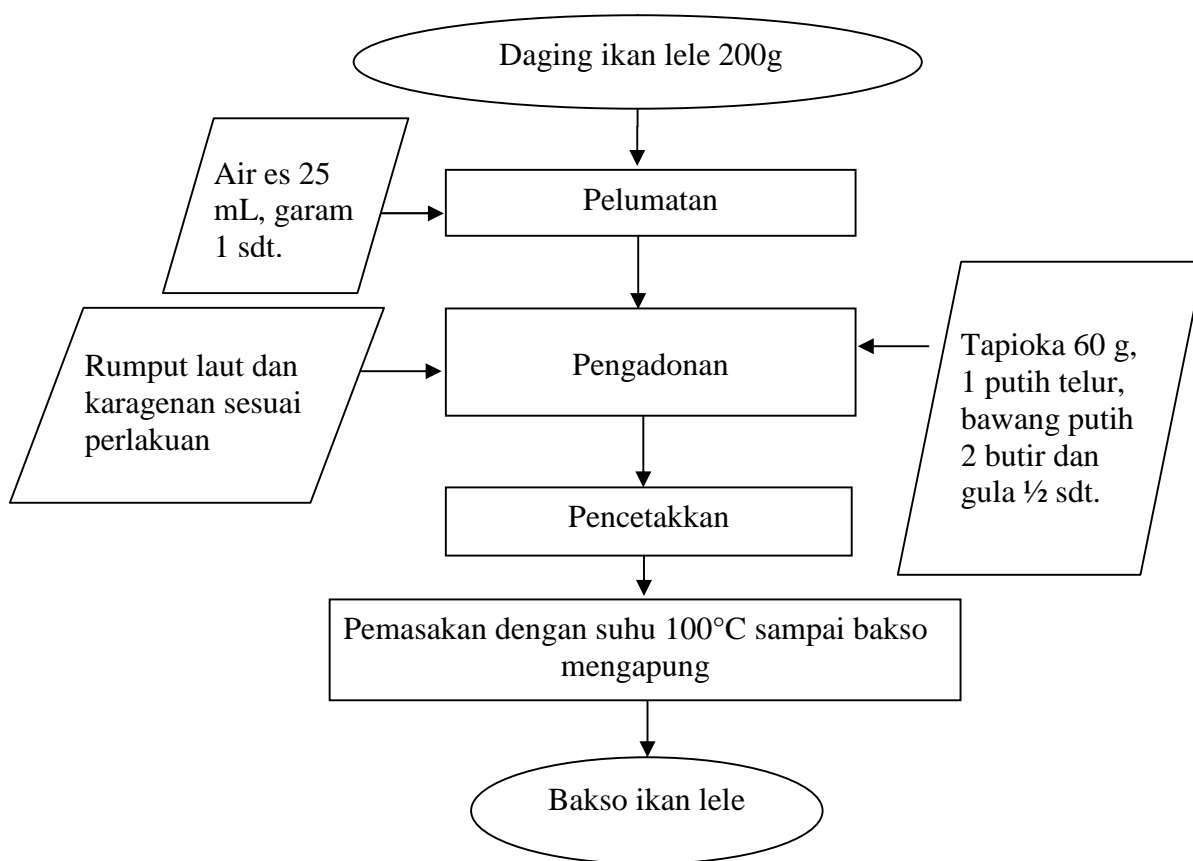 Daging ikan lele 200g
Air es 25
mL, garam
1 sdt.
Pelumatan
Rumput laut dan
karagenan sesuai
perlakuan
Pengadonan
Tapioka 60 g,
1 putih telur,
bawang putih
2 butir dan
gula ½ sdt.
Pencetakkan
Pemasakan dengan suhu 100°C sampai bakso
mengapung
Bakso ikan lele